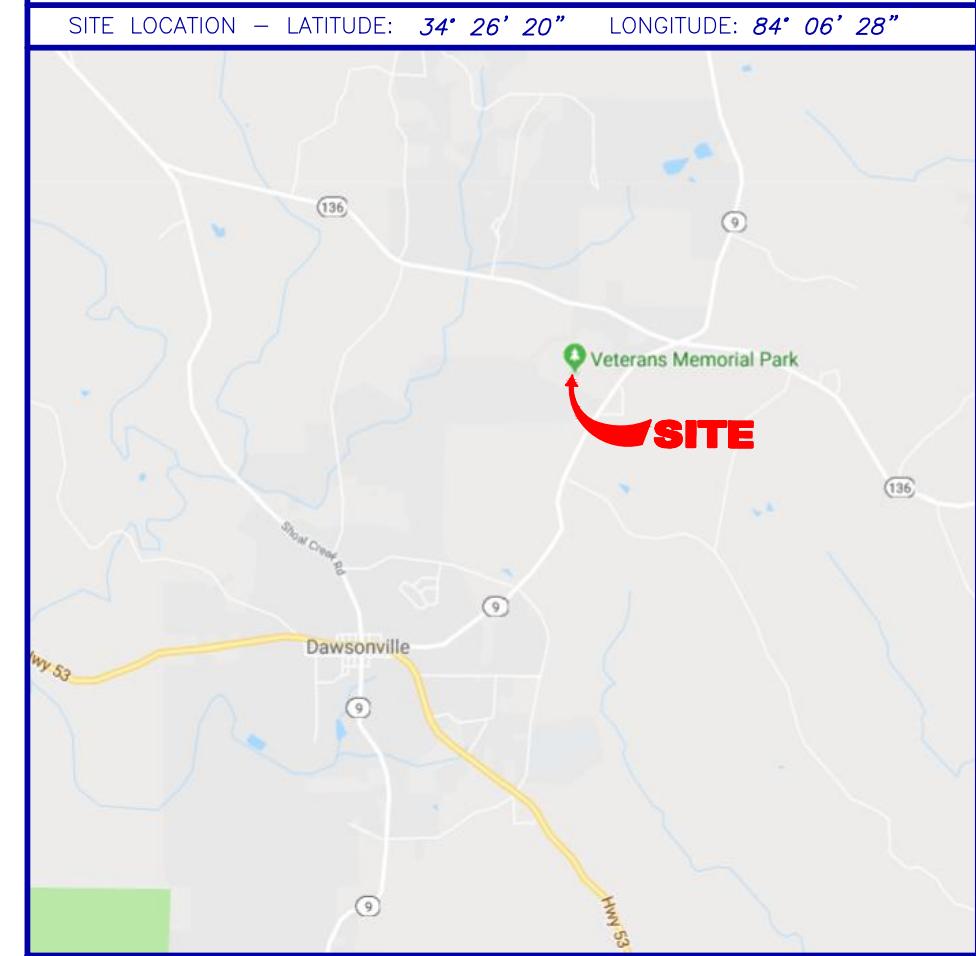 SITE LOCATION – LATITUDE: 34° 26' 20" LONGITUDE: 84° 06' 28"
136
9
Veterans Memorial Park
SITE
136
Shoal Creek Rd
9
Dawsonville
wy 53
9
9
Hwy 53